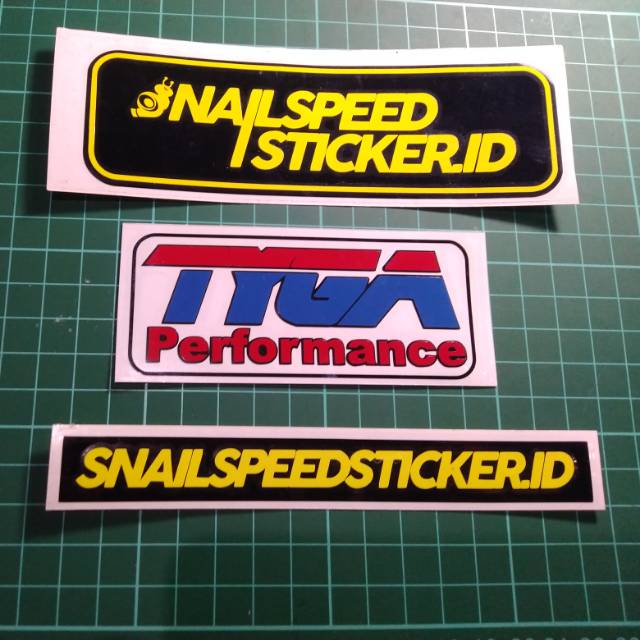 SNAILSPEED
STICKER.ID
TYGA
Performance
SNAILSPEEDSTICKER.ID